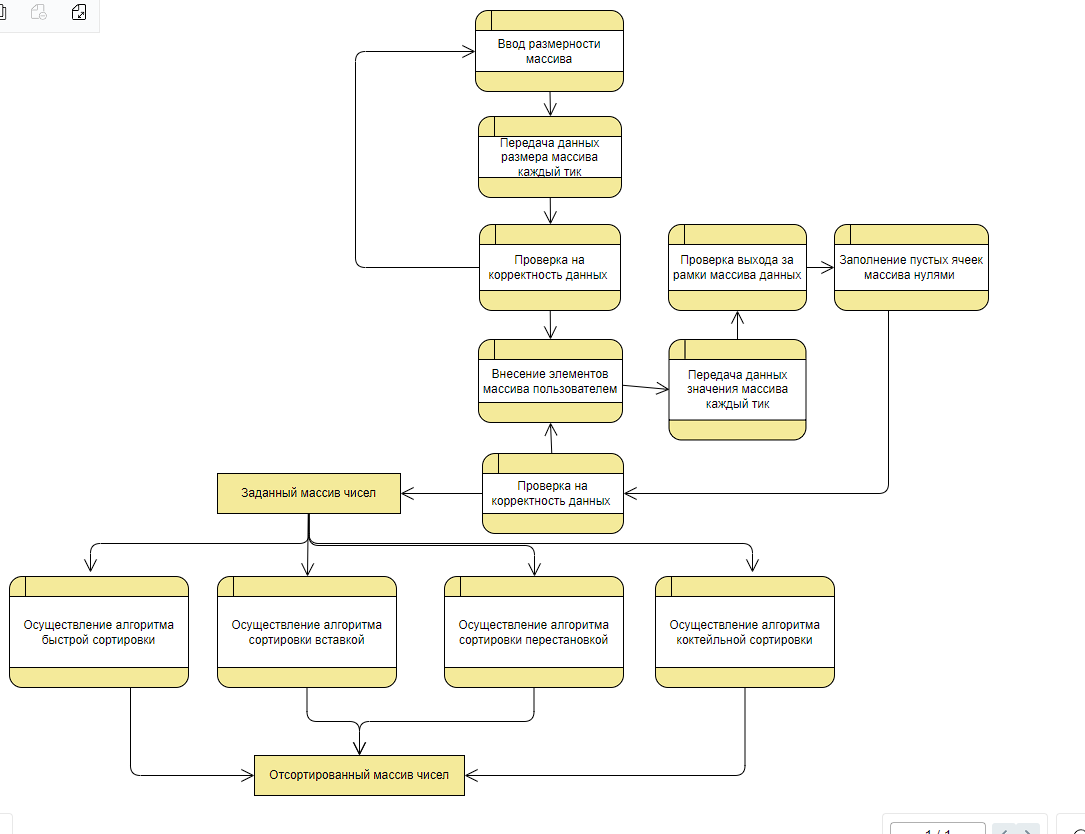 Ввод размерности
массива
Передача данных
размера массива
каждый тик
Проверка на
корректность данных
Проверка выхода за
рамки массива данных
Заполнение пустых ячеек
массива нулями
Внесение элементов
массива пользователем
Передача данных
значения массива
каждый тик
Проверка на
корректность данных
Заданный массив чисел
Осуществление алгоритма
быстрой сортировки
Осуществление алгоритма
сортировки вставкой
Осуществление алгоритма
сортировки перестановкой
Осуществление алгоритма
коктейльной сортировки
Отсортированный массив чисел
1 / 1